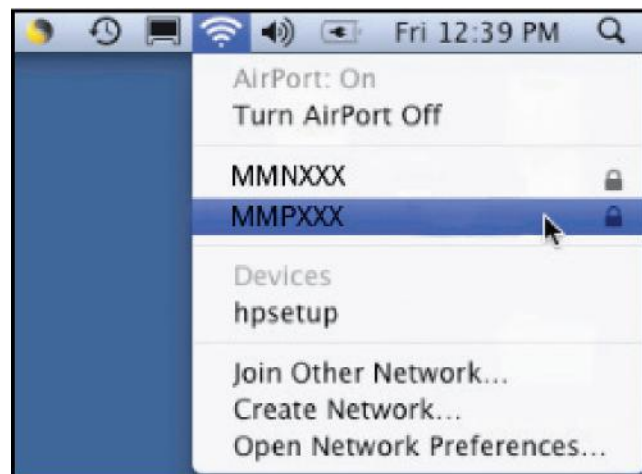 Fri 12:39 PM
AirPort: On
Turn AirPort Off
MMNXXX
MMPXXX
Devices
hpsetup
Join Other Network...
Create Network...
Open Network Preferences...